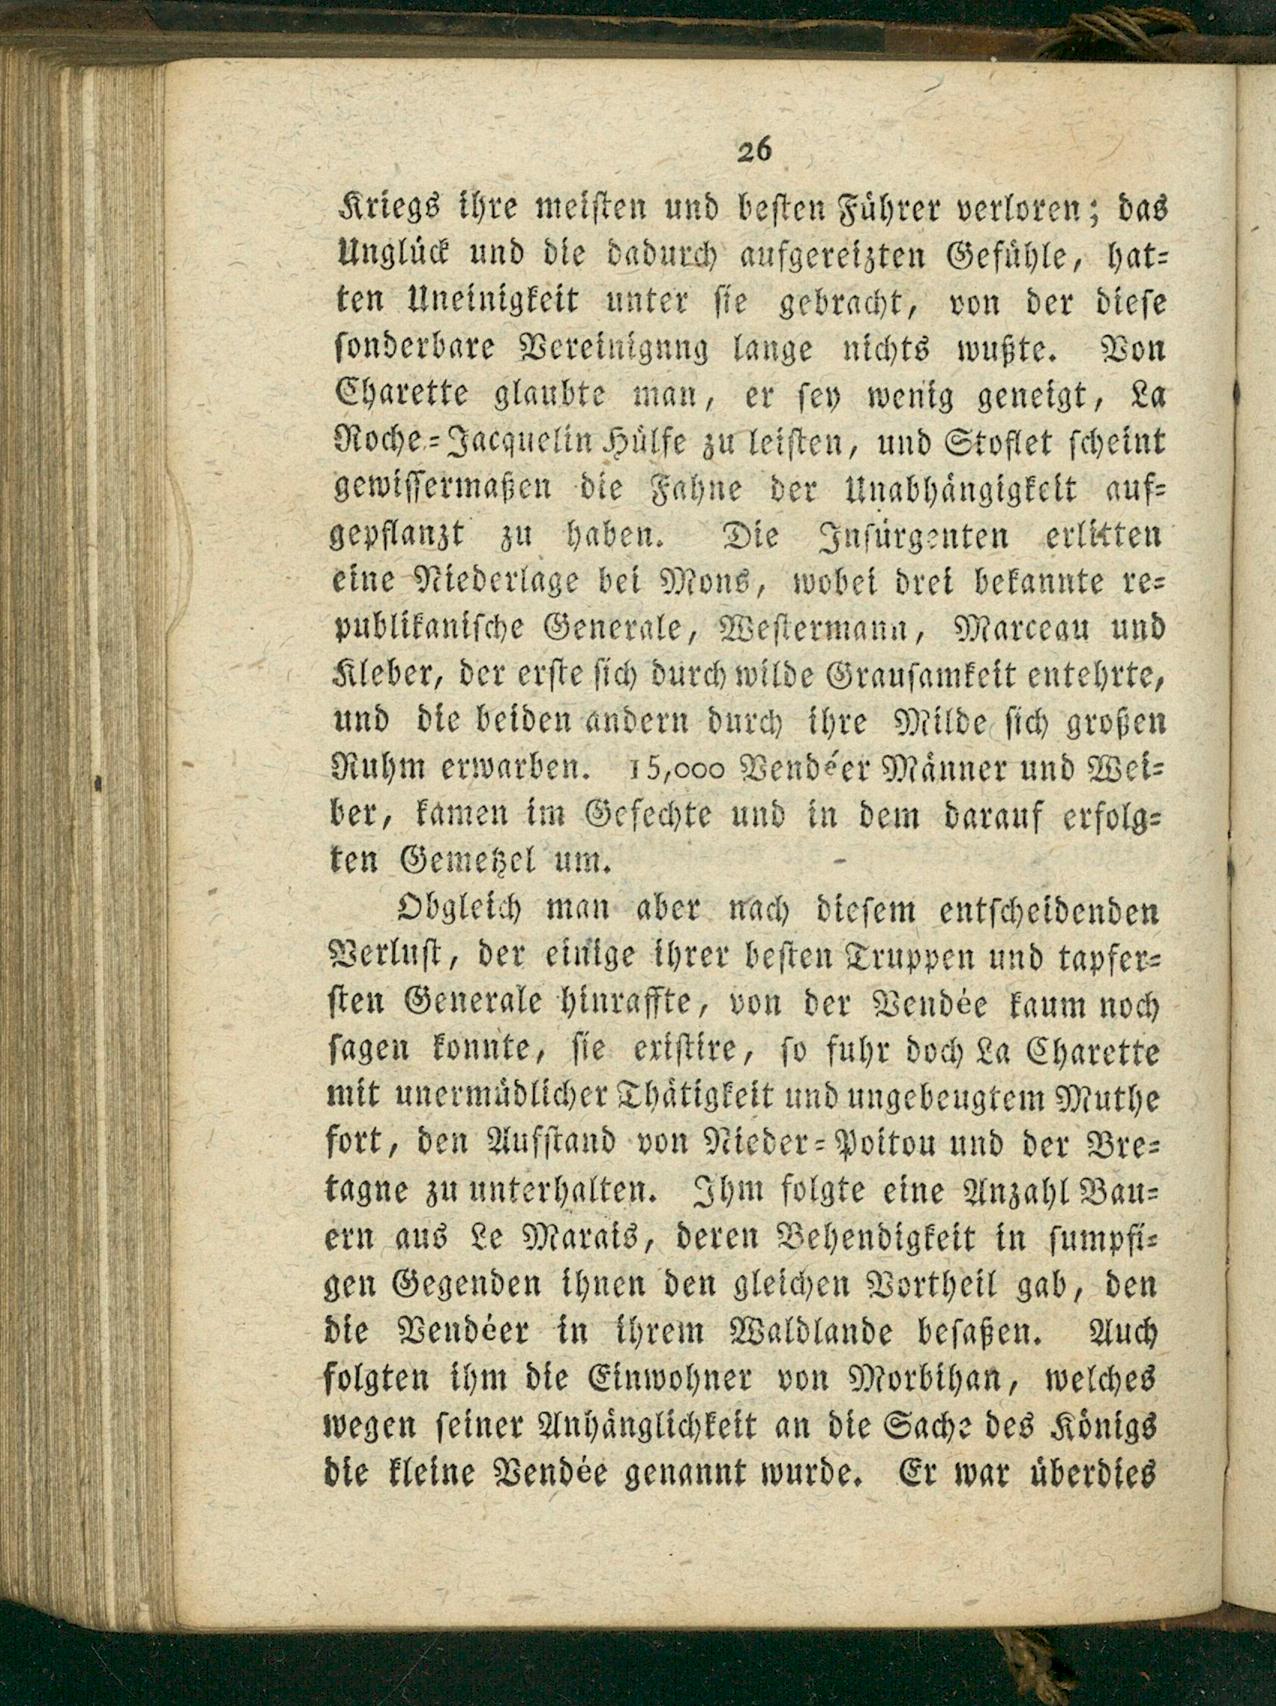 26
Kriegs ihre meisten und besten Führer verloren; das
Unglück und die dadurch aufgereizten Gefühle, hat-
ten Uneinigkeit unter sie gebracht, von der diese
sonderbare Vereinigung lange nichts wußte. Von
Charette glaubte man, er sey wenig geneigt, La
Roche-Jacquelin Hülfe zu leisten, und Stoflet scheint
gewissermaßen die Fahne der Unabhängigkeit auf-
gepflanzt zu haben. Die Insurgenten erlitten
eine Niederlage bei Mons, wobei drei bekannte re-
publikanische Generale, Westermann, Marceau und
Kleber, der erste sich durch wilde Grausamkeit entehrte,
und die beiden andern durch ihre Milde sich großen
Ruhm erwarben. 15,000 Vendéer Männer und Wei-
ber, kamen im Gefechte und in dem darauf erfolg-
ten Gemetzel um.
Obgleich man aber nach diesem entscheidenden
Verlust, der einige ihrer besten Truppen und tapfer-
sten Generale hinraffte, von der Vendée kaum noch
sagen konnte, sie existire, so fuhr doch La Charette
mit unermüdlicher Thätigkeit und ungebeugtem Muthe
fort, den Aufstand von Nieder-Poitou und der Bre-
tagne zu unterhalten. Ihm folgte eine Anzahl Bau-
ern aus Le Marais, deren Behendigkeit in sumpfi-
gen Gegenden ihnen den gleichen Vortheil gab, den
die Vendéer in ihrem Waldlande besaßen. Auch
folgten ihm die Einwohner von Morbihan, welches
wegen seiner Anhänglichkeit an die Sache des Königs
die kleine Vendée genannt wurde. Er war überdies